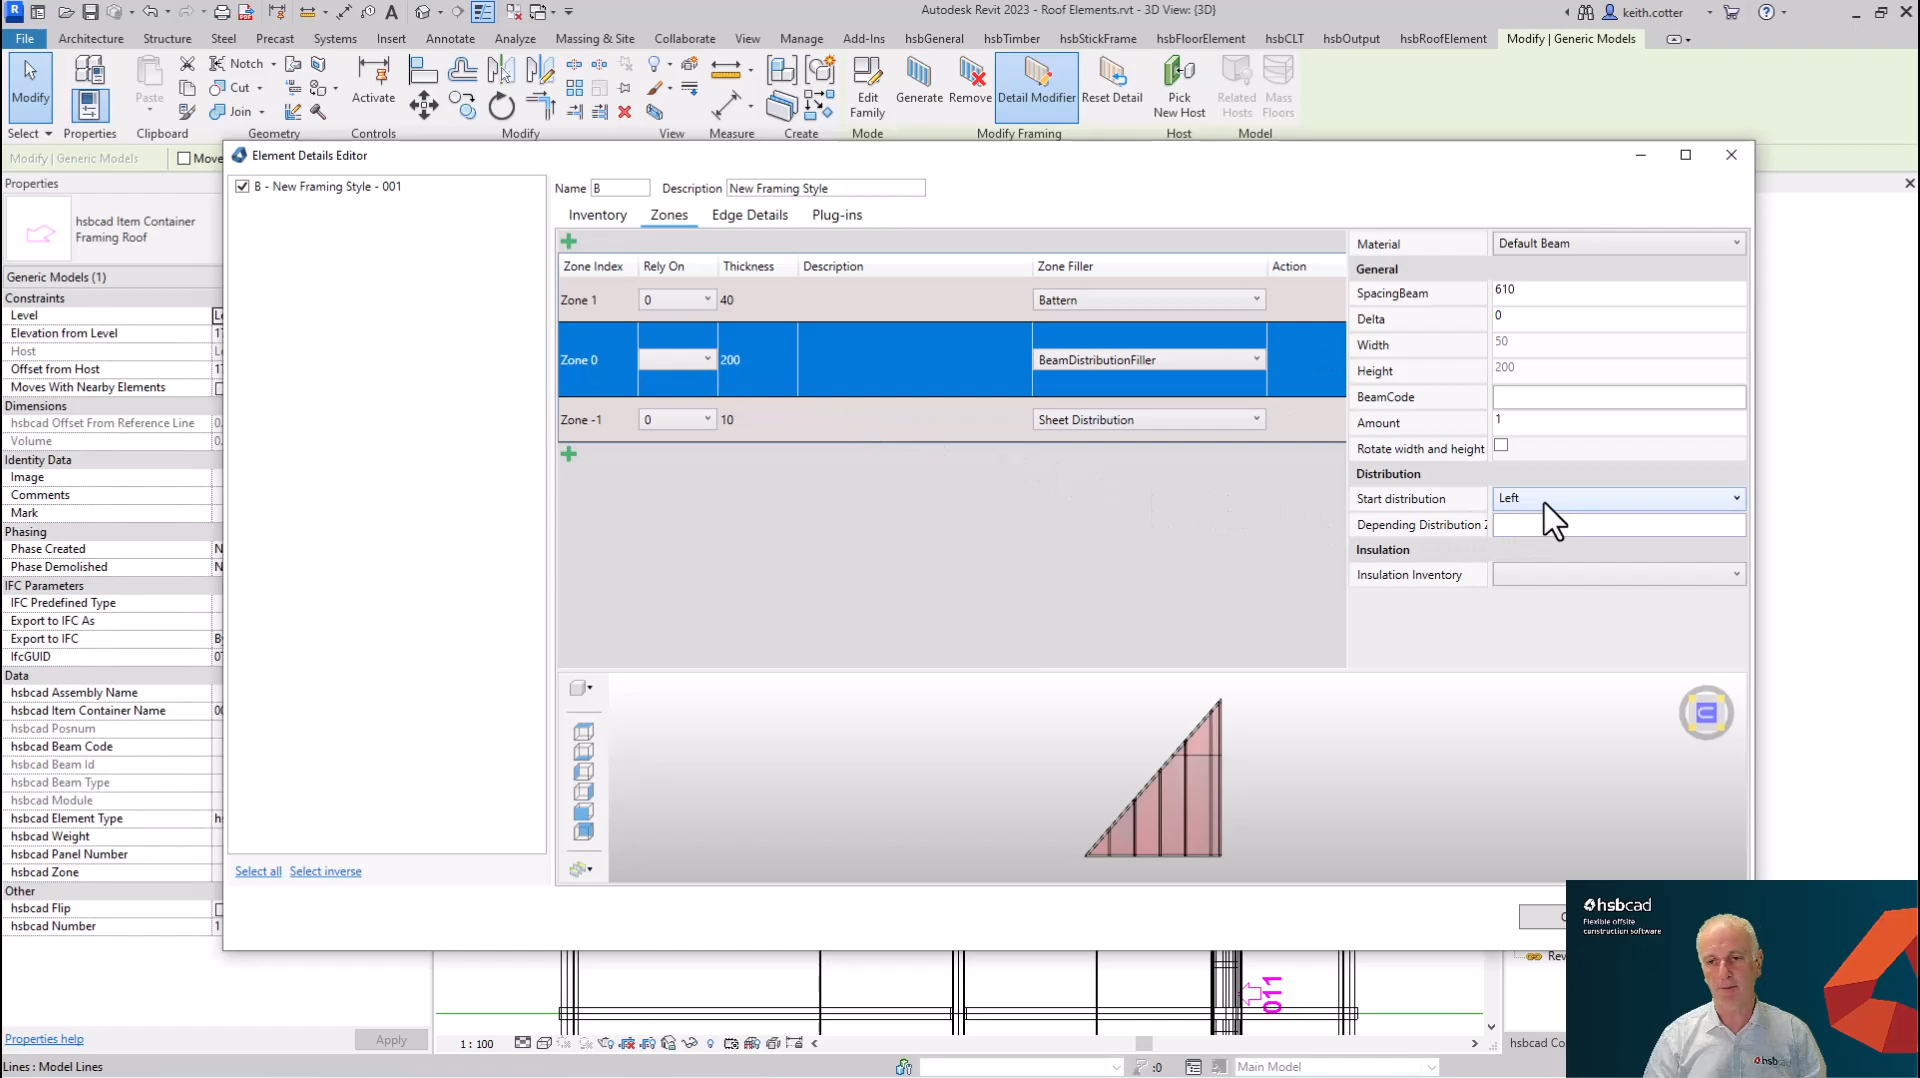 Autodesk Revit 2023 - Roof Elements.rvt - 3D View: {3D}
keith.cotter
File Architecture Structure Steel Precast Systems Insert Annotate Analyze Massing & Site Collaborate View Manage Add-Ins hsbGeneral hsbTimber hsbStickFrame hsbFloorElement hsbCLT hsbOutput hsbRoofElement Modify | Generic Models
Modify Paste Notch Cut Join Activate Edit Family Generate Remove Detail Modifier Reset Detail Pick New Host Related Hosts Mass Floors
Select Properties Clipboard Geometry Controls Modify View Measure Create Mode Modify Framing Host Model
Modify | Generic Models Move
Properties
hsbcad Item Container
Framing Roof
Generic Models (1)
Constraints
Level
Elevation from Level
Host
Offset from Host
Moves With Nearby Elements
Dimensions
hsbcad Offset From Reference Line
Volume
Identity Data
Image
Comments
Mark
Phasing
Phase Created
Phase Demolished
IFC Parameters
IFC Predefined Type
Export to IFC As
Export to IFC
IfcGUID
Data
hsbcad Assembly Name
hsbcad Item Container Name
hsbcad Posnum
hsbcad Beam Code
hsbcad Beam Id
hsbcad Beam Type
hsbcad Module
hsbcad Element Type
hsbcad Weight
hsbcad Panel Number
hsbcad Zone
Other
hsbcad Flip
hsbcad Number 1
Properties help Apply
Element Details Editor
B - New Framing Style - 001
Select all Select inverse
Name B Description New Framing Style
Inventory Zones Edge Details Plug-ins
Zone Index Rely On Thickness Description Zone Filler Action
Zone 1 0 40 Battern
Zone 0 200 BeamDistributionFiller
Zone -1 0 10 Sheet Distribution
Material Default Beam
General
SpacingBeam 610
Delta 0
Width 50
Height 200
BeamCode
Amount 1
Rotate width and height
Distribution
Start distribution Left
Depending Distribution Z
Insulation
Insulation Inventory
hsbcad
Flexible offsite
construction software
Rev
011
1 : 100
hsbcad Co
Lines : Model Lines
:0 Main Model
hsbcad